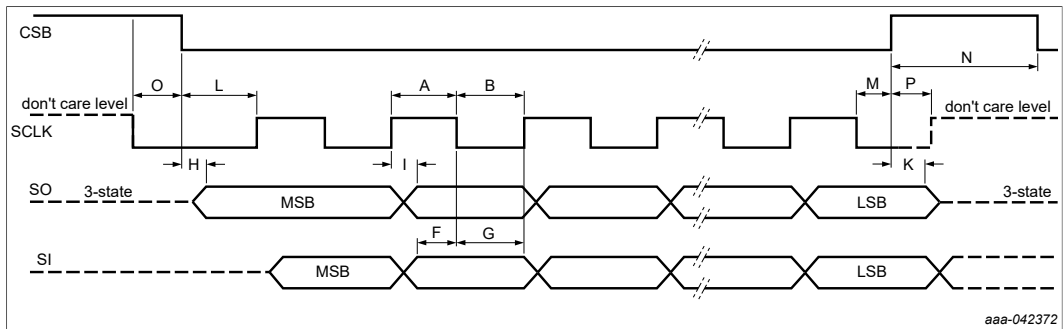 CSB
N
O
L
A
B
M
P
don't care level
don't care level
SCLK
H
I
K
SO
3-state
MSB
LSB
3-state
F
G
SI
MSB
LSB
aaa-042372